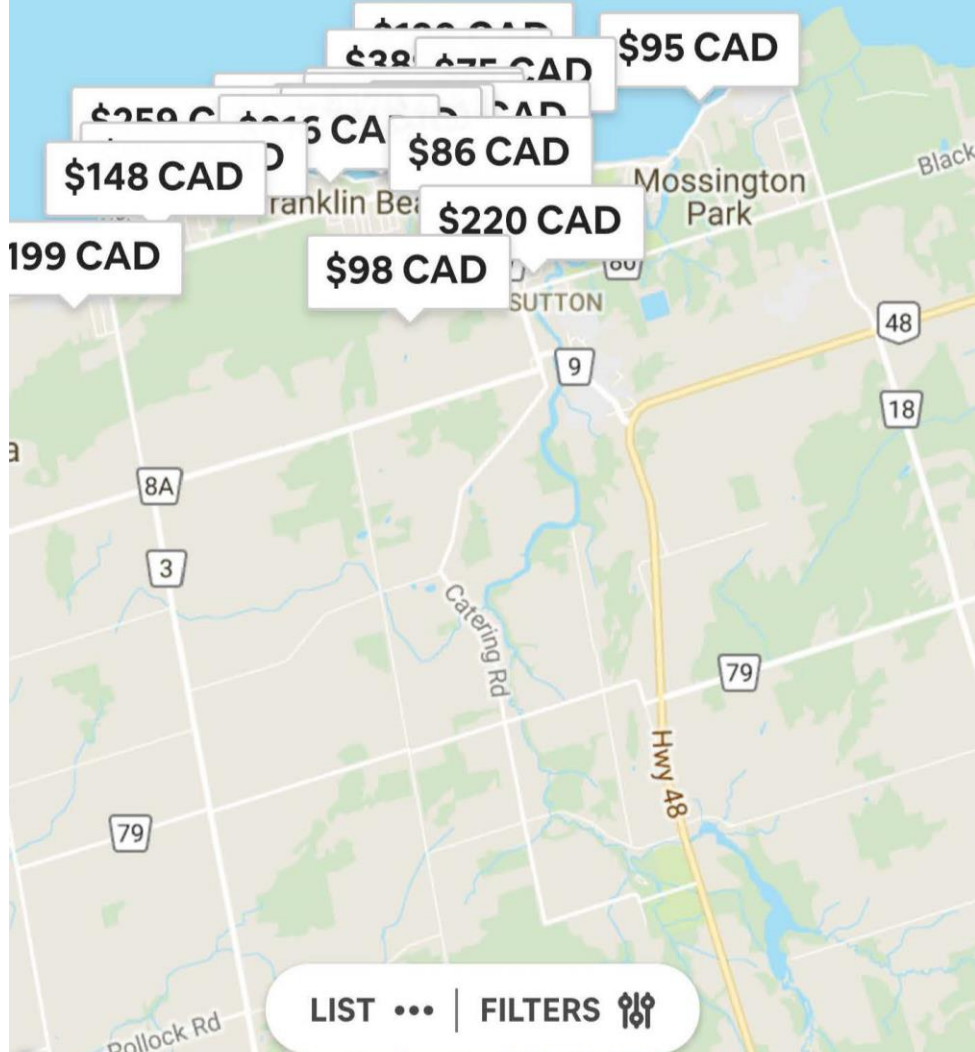 $95 CAD
CAD
$86 CAD
$148 CAD
Mossington
Park
Black
$220 CAD
199 CAD
$98 CAD
SUTTON
48
9
18
a
8A
3
Catering Rd
79
Hwy 48
79
LIST ••• | FILTERS
Pollock Rd